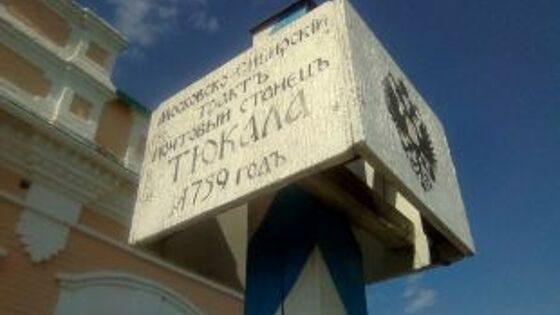 Московско-Сибирскiй
трактъ
почтовый станецъ
ТЮКАЛА
1759 годъ